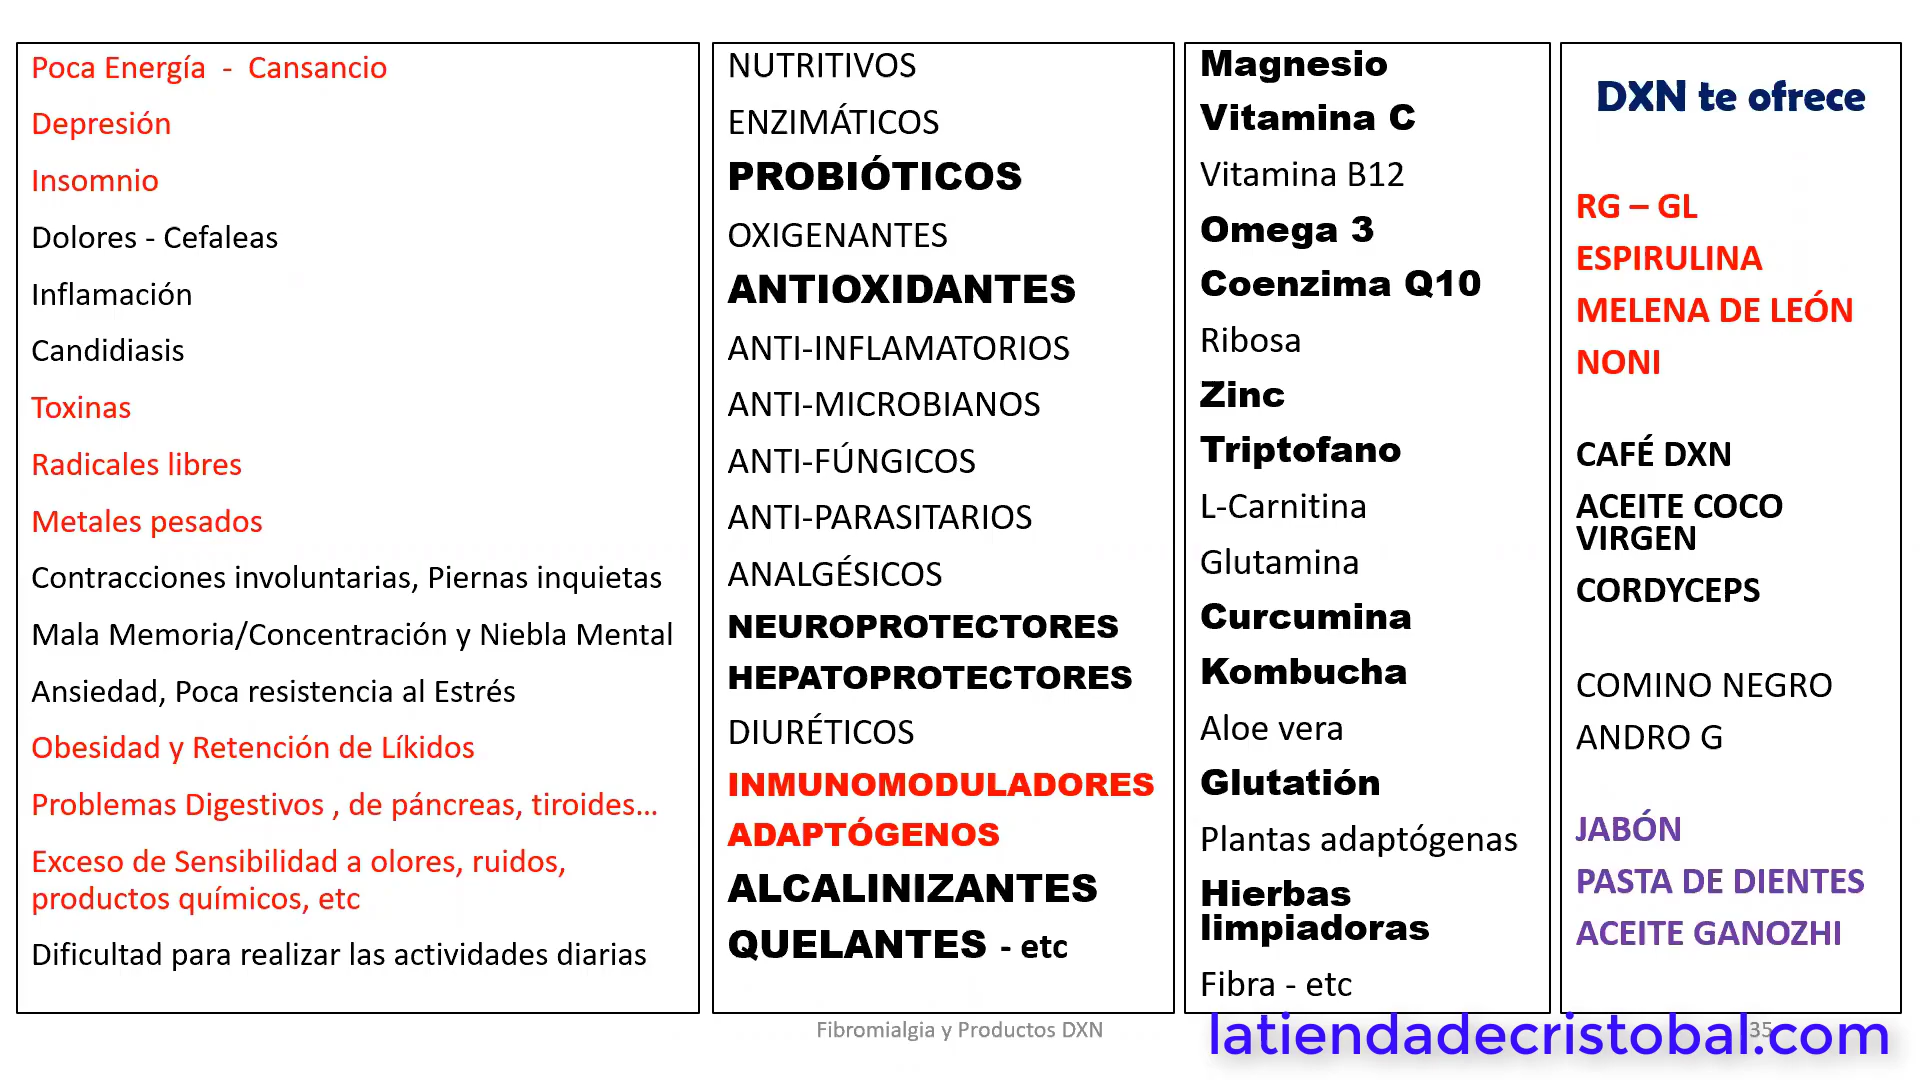 Poca Energía - Cansancio
Depresión
Insomnio
Dolores - Cefaleas
Inflamación
Candidiasis
Toxinas
Radicales libres
Metales pesados
Contracciones involuntarias, Piernas inquietas
Mala Memoria/Concentración y Niebla Mental
Ansiedad, Poca resistencia al Estrés
Obesidad y Retención de Líkidos
Problemas Digestivos , de páncreas, tiroides...
Exceso de Sensibilidad a olores, ruidos,
productos químicos, etc
Dificultad para realizar las actividades diarias
NUTRITIVOS
ENZIMÁTICOS
PROBIÓTICOS
OXIGENANTES
ANTIOXIDANTES
ANTI-INFLAMATORIOS
ANTI-MICROBIANOS
ANTI-FÚNGICOS
ANTI-PARASITARIOS
ANALGÉSICOS
NEUROPROTECTORES
HEPATOPROTECTORES
DIURÉTICOS
INMUNOMODULADORES
ADAPTÓGENOS
ALCALINIZANTES
QUELANTES - etc
Magnesio
Vitamina C
Vitamina B12
Omega 3
Coenzima Q10
Ribosa
Zinc
Triptofano
L-Carnitina
Glutamina
Curcumina
Kombucha
Aloe vera
Glutatión
Plantas adaptógenas
Hierbas
limpiadoras
Fibra - etc
DXN te ofrece
RG – GL
ESPIRULINA
MELENA DE LEÓN
NONI
CAFÉ DXN
ACEITE COCO
VIRGEN
CORDYCEPS
COMINO NEGRO
ANDRO G
JABÓN
PASTA DE DIENTES
ACEITE GANOZHI
Fibromialgia y Productos DXN
35
latiendadecristobal.com